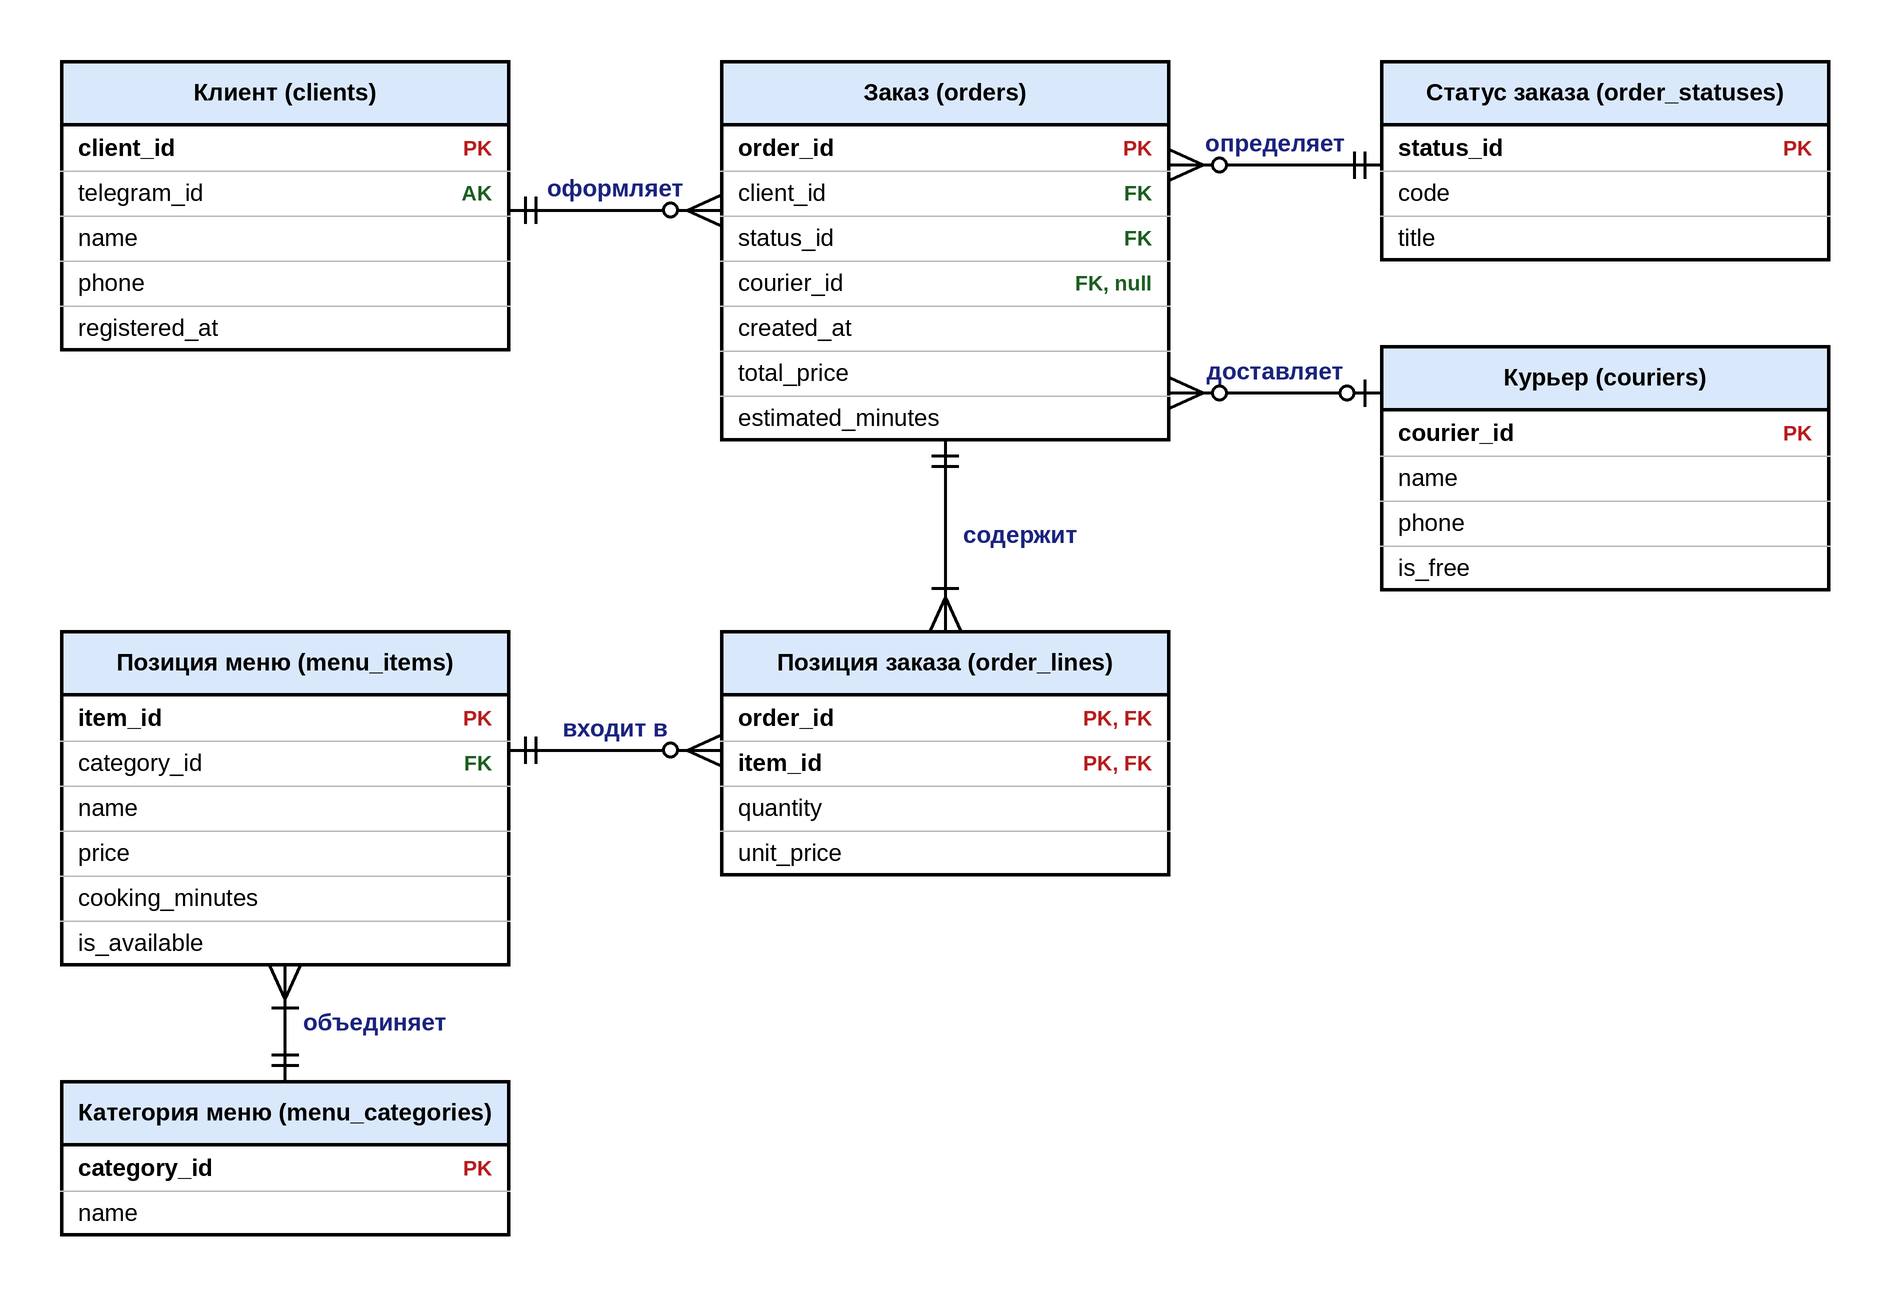 Клиент (clients)
client_id PK
telegram_id AK
name
phone
registered_at
оформляет
Заказ (orders)
order_id PK
client_id FK
status_id FK
courier_id FK, null
created_at
total_price
estimated_minutes
определяет
Статус заказа (order_statuses)
status_id PK
code
title
доставляет
Курьер (couriers)
courier_id PK
name
phone
is_free
содержит
Позиция меню (menu_items)
item_id PK
category_id FK
name
price
cooking_minutes
is_available
входит в
Позиция заказа (order_lines)
order_id PK, FK
item_id PK, FK
quantity
unit_price
объединяет
Категория меню (menu_categories)
category_id PK
name